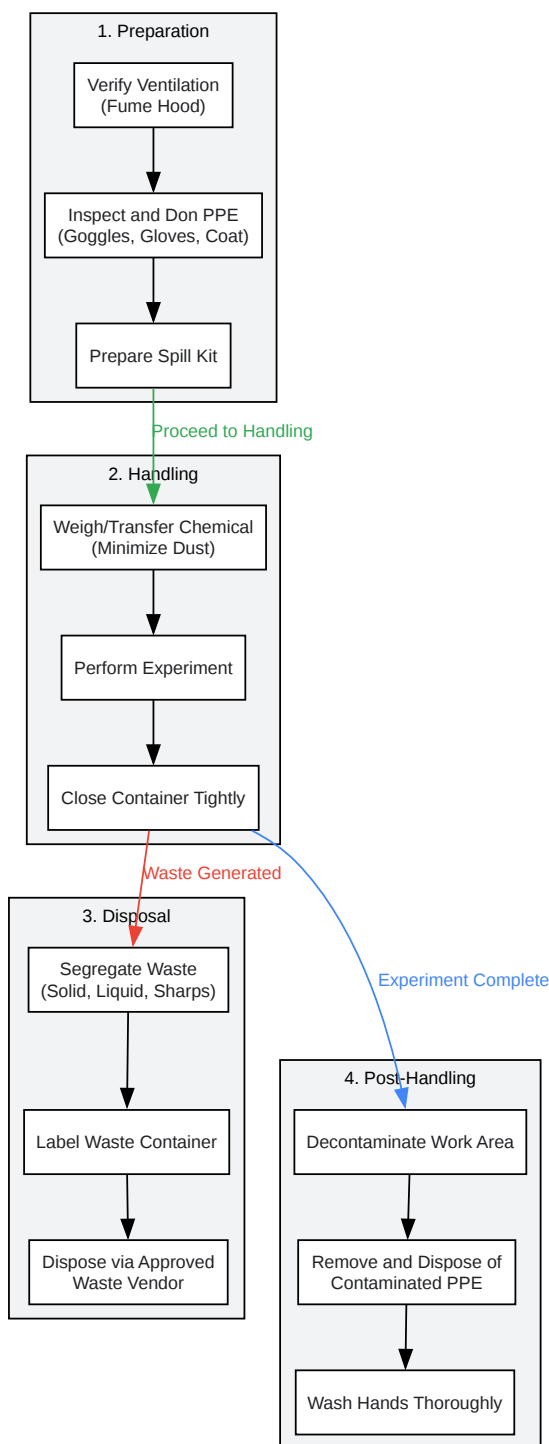 1. Preparation
Verify Ventilation
(Fume Hood)
Inspect and Don PPE
(Goggles, Gloves, Coat)
Prepare Spill Kit
Proceed to Handling
2. Handling
Weigh/Transfer Chemical
(Minimize Dust)
Perform Experiment
Close Container Tightly
Waste Generated
Experiment Complete
3. Disposal
Segregate Waste
(Solid, Liquid, Sharps)
Label Waste Container
Dispose via Approved
Waste Vendor
4. Post-Handling
Decontaminate Work Area
Remove and Dispose of
Contaminated PPE
Wash Hands Thoroughly